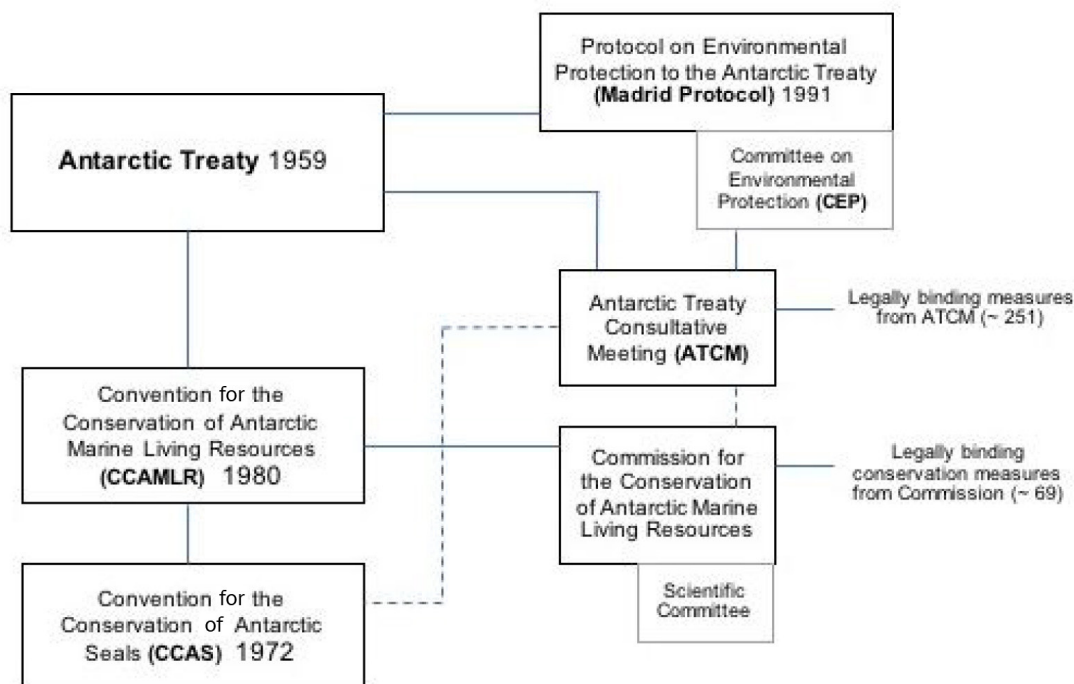 Protocol on Environmental
Protection to the Antarctic Treaty
(Madrid Protocol) 1991
Antarctic Treaty 1959
Committee on
Environmental
Protection (CEP)
Antarctic Treaty
Consultative
Meeting (ATCM)
Legally binding measures
from ATCM (~ 251)
Convention for the
Conservation of Antarctic
Marine Living Resources
(CCAMLR) 1980
Commission for
the Conservation
of Antarctic Marine
Living Resources
Legally binding
conservation measures
from Commission (~ 69)
Convention for the
Conservation of Antarctic
Seals (CCAS) 1972
Scientific
Committee